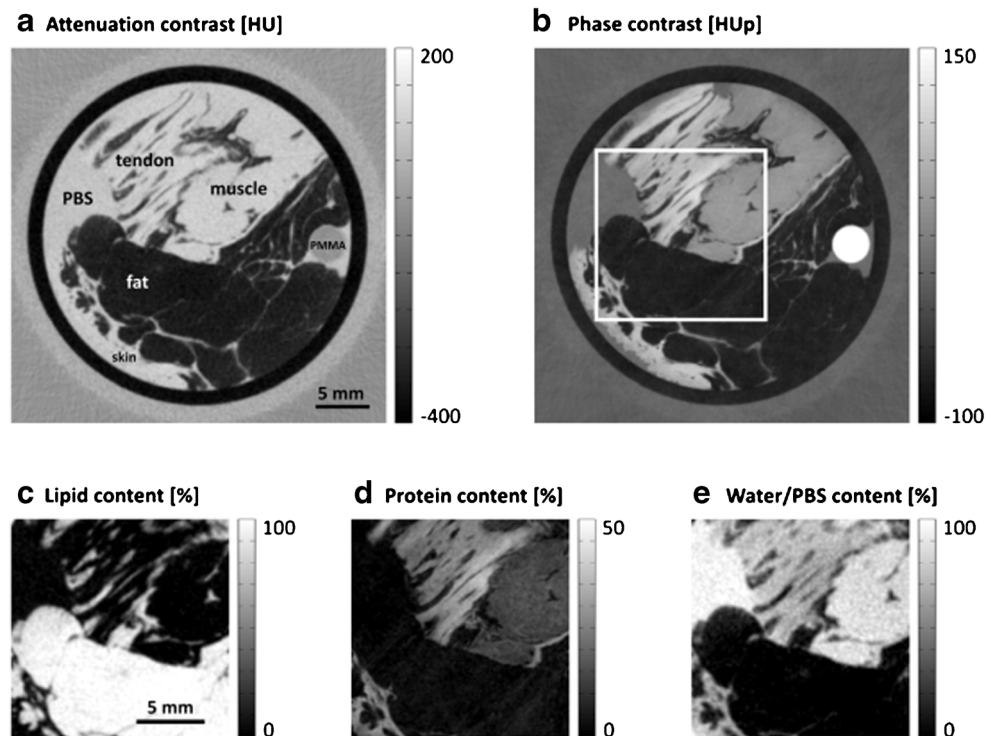 a Attenuation contrast [HU]
200
tendon
PBS
muscle
PMMA
fat
skin
5 mm
-400
b Phase contrast [HUp]
150
-100
c Lipid content [%]
100
5 mm
0
d Protein content [%]
50
0
e Water/PBS content [%]
100
0